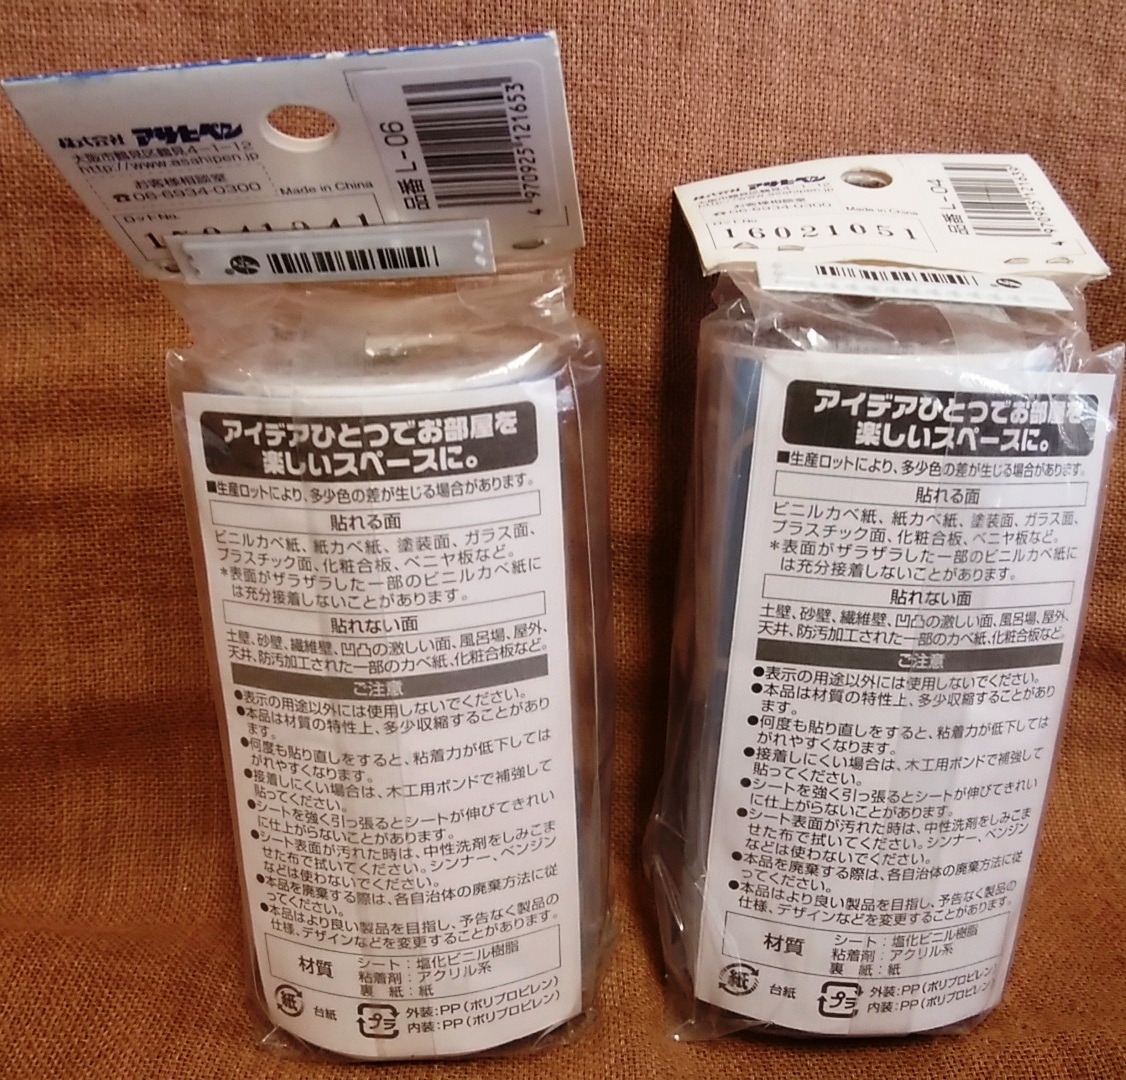 株式会社 アサヒペン
大阪市鶴見区鶴見4-1-12
http://www.asahipen.jp
お客様相談室
☎06-6934-0300
Made in China
ロットNo.
品番 L-06
4 970925 121653
アイデアひとつでお部屋を
楽しいスペースに。
■生産ロットにより、多少色の差が生じる場合があります。
貼れる面
ビニルカベ紙、紙カベ紙、塗装面、ガラス面、
プラスチック面、化粧合板、ベニヤ板など。
*表面がザラザラした一部のビニルカベ紙に
は充分接着しないことがあります。
貼れない面
土壁、砂壁、繊維壁、凹凸の激しい面、風呂場、屋外、
天井、防汚加工された一部のカベ紙、化粧合板など。
ご注意
●表示の用途以外には使用しないでください。
●本品は材質の特性上、多少収縮することがあり
ます。
●何度も貼り直しをすると、粘着力が低下しては
がれやすくなります。
●接着しにくい場合は、木工用ボンドで補強して
貼ってください。
●シートを強く引っ張るとシートが伸びてきれい
に仕上がらないことがあります。
●シート表面が汚れた時は、中性洗剤をしみこま
せた布で拭いてください。シンナー、ベンジン
などは使わないでください。
●本品を廃棄する際は、各自治体の廃棄方法に従
ってください。
●本品はより良い製品を目指し、予告なく製品の
仕様、デザインなどを変更することがあります。
材質
シート:塩化ビニル樹脂
粘着剤:アクリル系
裏 紙:紙
紙 台紙
プラ 外装:PP(ポリプロピレン)
内装:PP(ポリプロピレン)
株式会社 アサヒペン
大阪市鶴見区鶴見4-1-12
http://www.asahipen.jp
お客様相談室
☎06-6934-0300
Made in China
ロットNo.
16021051
品番 L-04
アイデアひとつでお部屋を
楽しいスペースに。
■生産ロットにより、多少色の差が生じる場合があります。
貼れる面
ビニルカベ紙、紙カベ紙、塗装面、ガラス面、
プラスチック面、化粧合板、ベニヤ板など。
*表面がザラザラした一部のビニルカベ紙に
は充分接着しないことがあります。
貼れない面
土壁、砂壁、繊維壁、凹凸の激しい面、風呂場、屋外、
天井、防汚加工された一部のカベ紙、化粧合板など。
ご注意
●表示の用途以外には使用しないでください。
●本品は材質の特性上、多少収縮することがあり
ます。
●何度も貼り直しをすると、粘着力が低下しては
がれやすくなります。
●接着しにくい場合は、木工用ボンドで補強して
貼ってください。
●シートを強く引っ張るとシートが伸びてきれい
に仕上がらないことがあります。
●シート表面が汚れた時は、中性洗剤をしみこま
せた布で拭いてください。シンナー、ベンジン
などは使わないでください。
●本品を廃棄する際は、各自治体の廃棄方法に従
ってください。
●本品はより良い製品を目指し、予告なく製品の
仕様、デザインなどを変更することがあります。
材質
シート:塩化ビニル樹脂
粘着剤:アクリル系
裏 紙:紙
紙 台紙
プラ 外装:PP(ポリプロピレン)
内装:PP(ポリプロピレン)